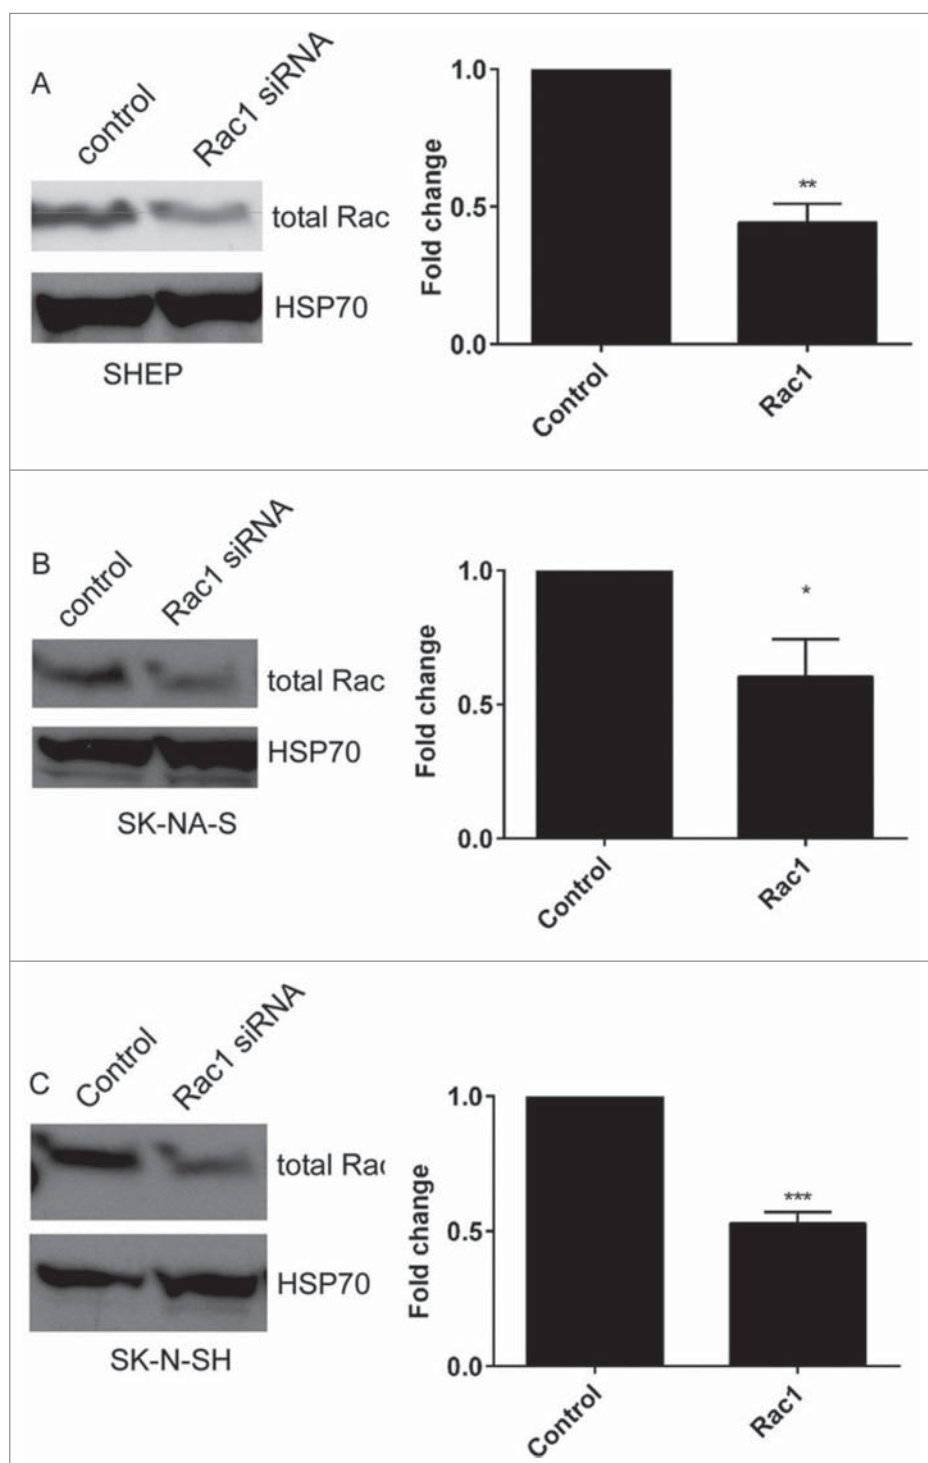 A
control
Rac1 siRNA
total Rac
HSP70
SHEP
Fold change
1.0
0.5
0.0
**
Control
Rac1
B
control
Rac1 siRNA
total Rac
HSP70
SK-NA-S
Fold change
1.0
0.5
0.0
*
Control
Rac1
C
Control
Rac1 siRNA
total Rac
HSP70
SK-N-SH
Fold change
1.0
0.5
0.0
***
Control
Rac1